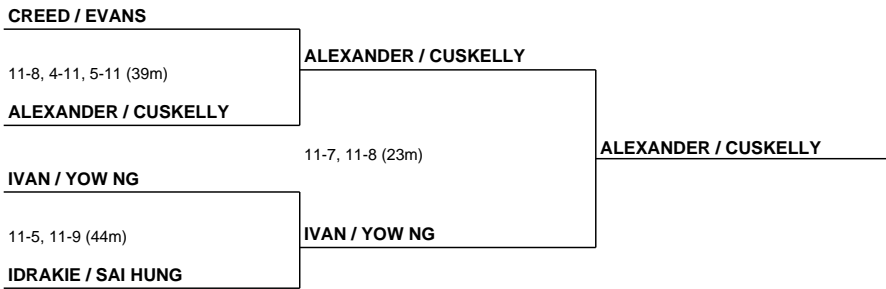 CREED / EVANS
11-8, 4-11, 5-11 (39m)
ALEXANDER / CUSKELLY
ALEXANDER / CUSKELLY
11-7, 11-8 (23m)
ALEXANDER / CUSKELLY
IVAN / YOW NG
11-5, 11-9 (44m)
IDRAKIE / SAI HUNG
IVAN / YOW NG